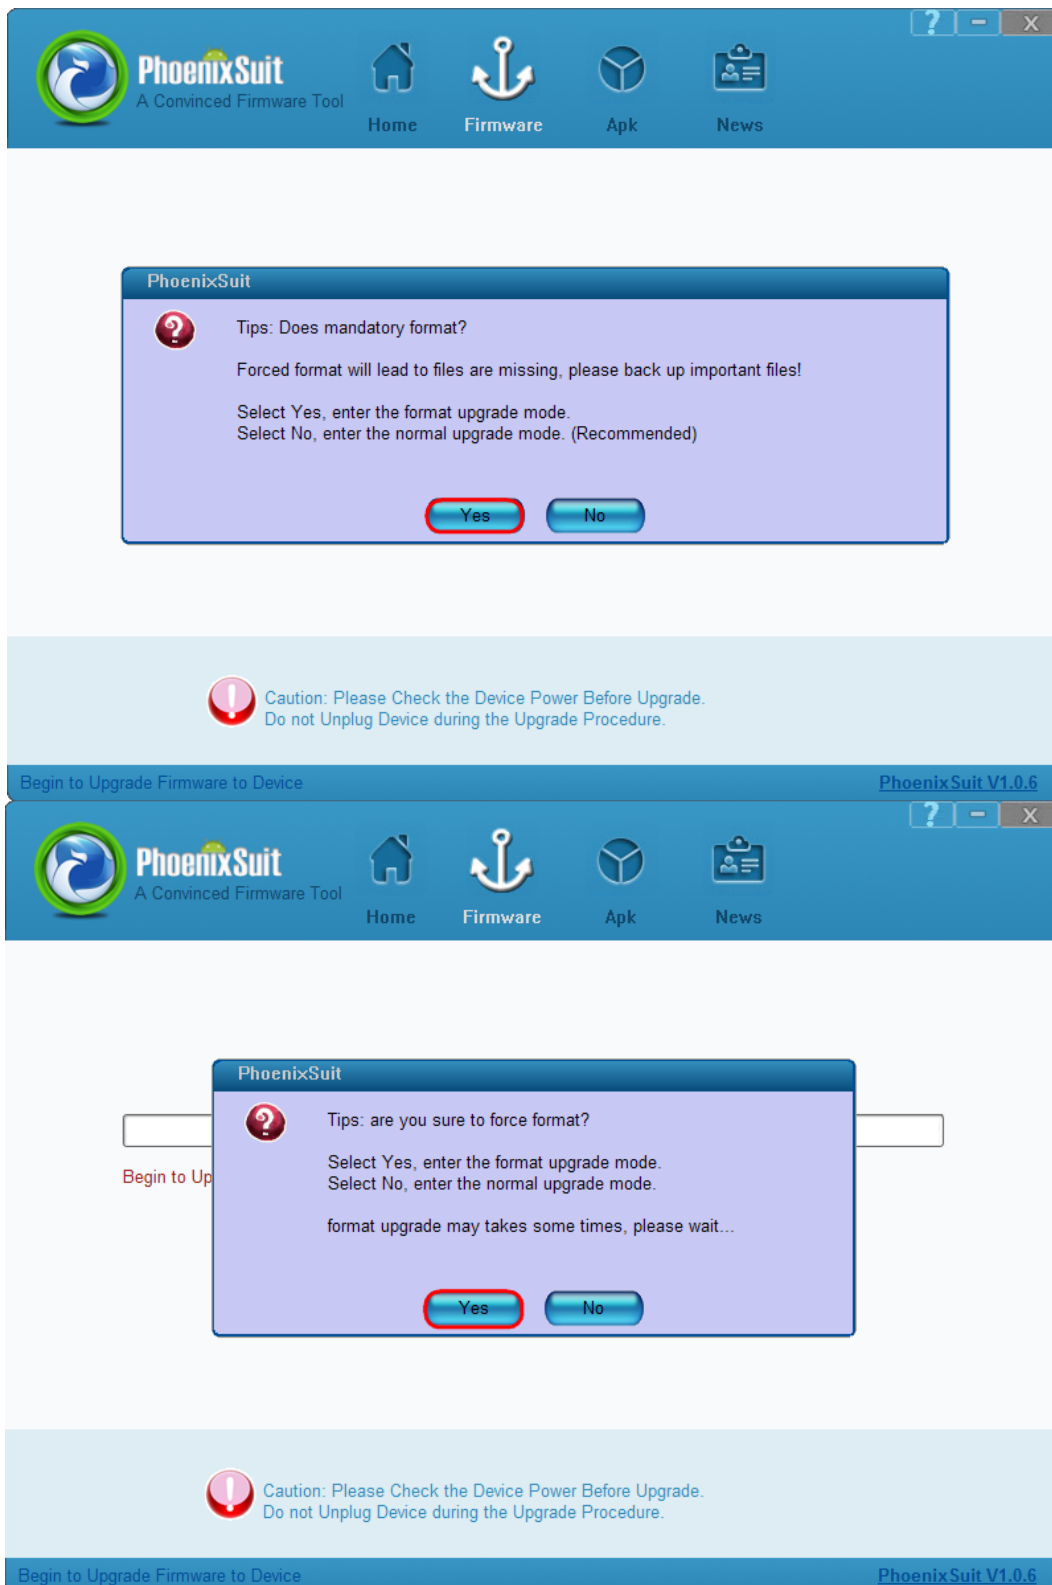 ? – X
PhoenixSuit
A Convinced Firmware Tool
Home Firmware Apk News
PhoenixSuit
Tips: Does mandatory format?
Forced format will lead to files are missing, please back up important files!
Select Yes, enter the format upgrade mode.
Select No, enter the normal upgrade mode. (Recommended)
Yes No
Caution: Please Check the Device Power Before Upgrade.
Do not Unplug Device during the Upgrade Procedure.
Begin to Upgrade Firmware to Device PhoenixSuit V1.0.6
? – X
PhoenixSuit
A Convinced Firmware Tool
Home Firmware Apk News
PhoenixSuit
Tips: are you sure to force format?
Begin to Up
Select Yes, enter the format upgrade mode.
Select No, enter the normal upgrade mode.
format upgrade may takes some times, please wait...
Yes No
Caution: Please Check the Device Power Before Upgrade.
Do not Unplug Device during the Upgrade Procedure.
Begin to Upgrade Firmware to Device PhoenixSuit V1.0.6